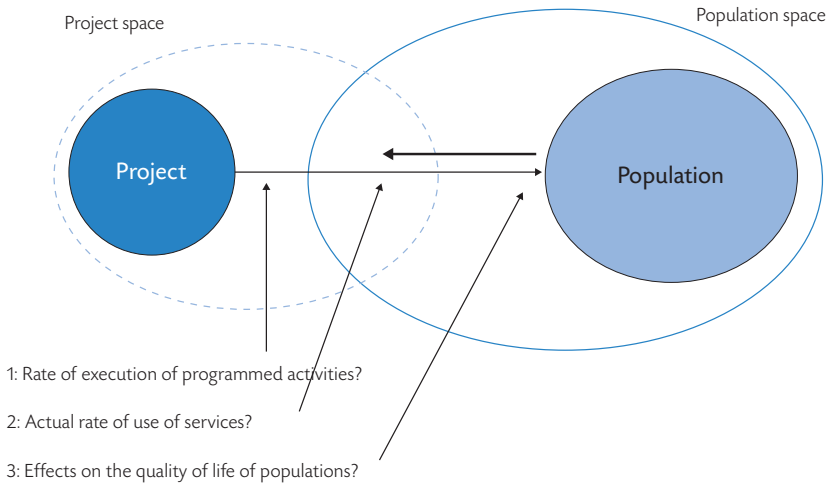 Project space
Population space
Project
Population
1: Rate of execution of programmed activities?
2: Actual rate of use of services?
3: Effects on the quality of life of populations?